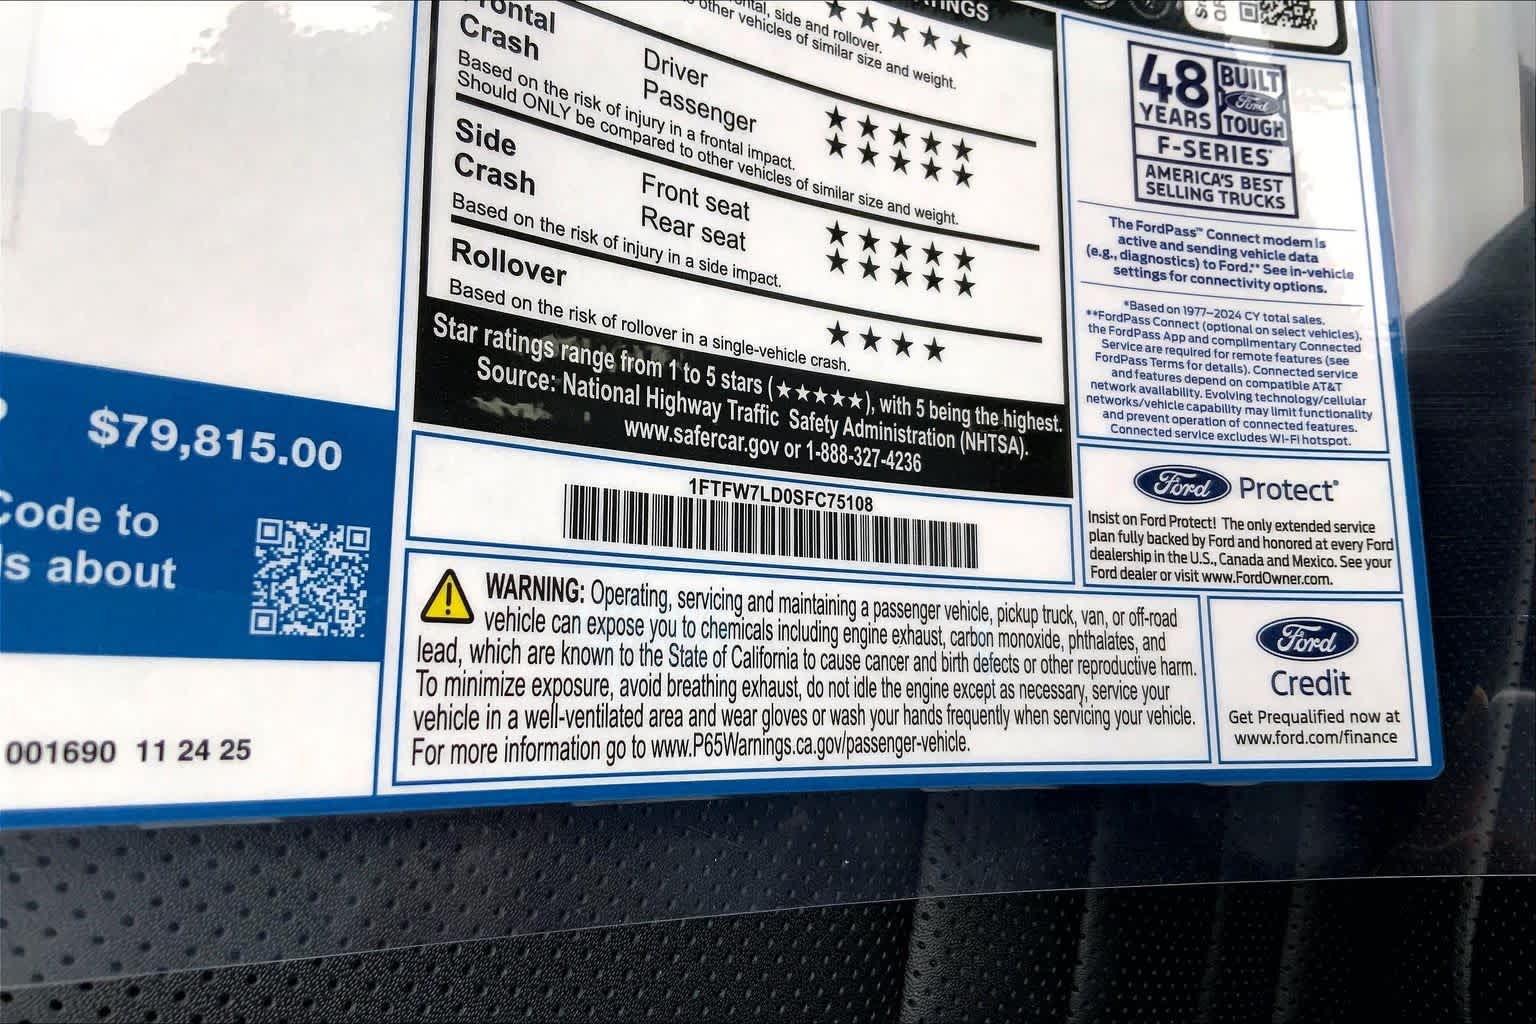 $79,815.00
Code to
about
001690 11 24 25
other vehicles of similar size and weight.
side and rollover.
★★★★★
Frontal
Crash
Driver ★★★★★
Passenger ★★★★★
Based on the risk of injury in a frontal impact.
Should ONLY be compared to other vehicles of similar size and weight.
Side
Crash
Front seat ★★★★★
Rear seat ★★★★★
Based on the risk of injury in a side impact.
Rollover ★★★★
Based on the risk of rollover in a single-vehicle crash.
Star ratings range from 1 to 5 stars (★★★★★), with 5 being the highest.
Source: National Highway Traffic Safety Administration (NHTSA).
www.safercar.gov or 1-888-327-4236
1FTFW7LD0SFC75108
WARNING: Operating, servicing and maintaining a passenger vehicle, pickup truck, van, or off-road
vehicle can expose you to chemicals including engine exhaust, carbon monoxide, phthalates, and
lead, which are known to the State of California to cause cancer and birth defects or other reproductive harm.
To minimize exposure, avoid breathing exhaust, do not idle the engine except as necessary, service your
vehicle in a well-ventilated area and wear gloves or wash your hands frequently when servicing your vehicle.
For more information go to www.P65Warnings.ca.gov/passenger-vehicle.
48
YEARS
BUILT
Ford
TOUGH
F-SERIES*
AMERICA'S BEST
SELLING TRUCKS
The FordPass™ Connect modem is
active and sending vehicle data
(e.g., diagnostics) to Ford.** See in-vehicle
settings for connectivity options.
*Based on 1977–2024 CY total sales.
**FordPass Connect (optional on select vehicles),
the FordPass App and complimentary Connected
Service are required for remote features (see
FordPass Terms for details). Connected service
and features depend on compatible AT&T
network availability. Evolving technology/cellular
networks/vehicle capability may limit functionality
and prevent operation of connected features.
Connected service excludes Wi-Fi hotspot.
Ford Protect®
Insist on Ford Protect! The only extended service
plan fully backed by Ford and honored at every Ford
dealership in the U.S., Canada and Mexico. See your
Ford dealer or visit www.FordOwner.com.
Ford
Credit
Get Prequalified now at
www.ford.com/finance